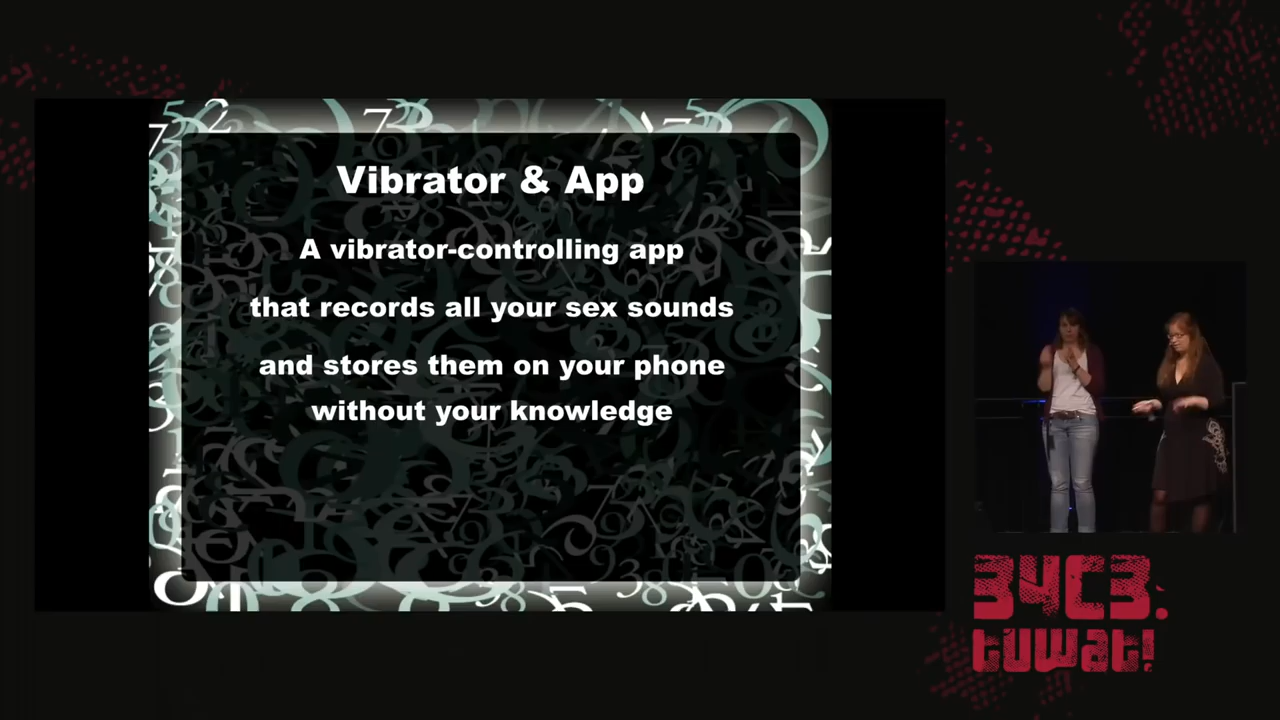 Vibrator & App
A vibrator-controlling app
that records all your sex sounds
and stores them on your phone
without your knowledge
34C3.
tuwat!